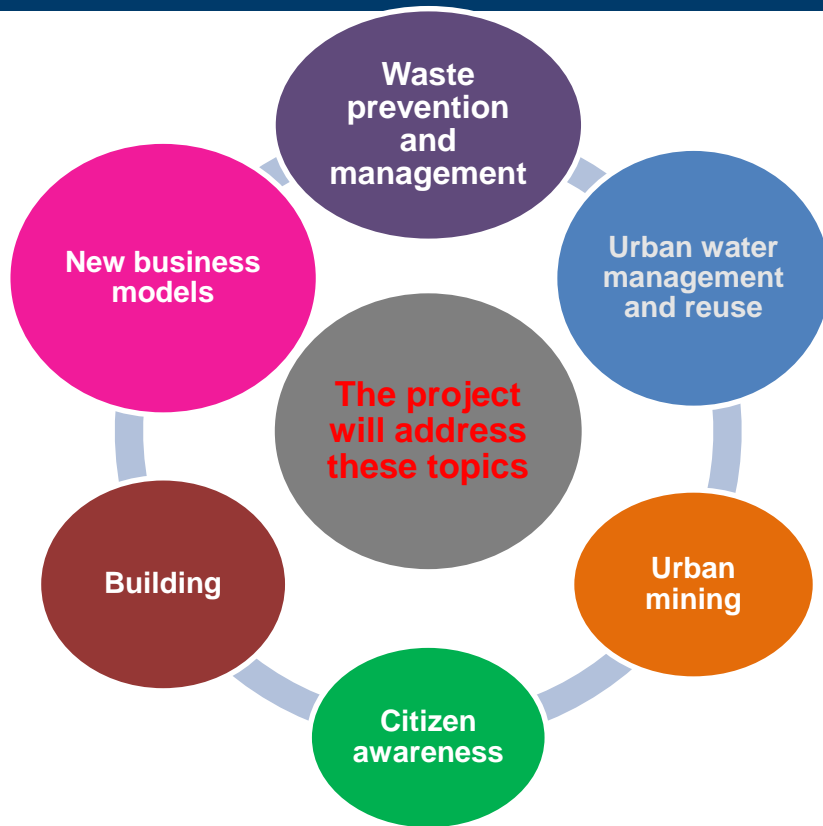 Waste
prevention
and
management
New business
models
Urban water
management
and reuse
The project
will address
these topics
Building
Urban
mining
Citizen
awareness